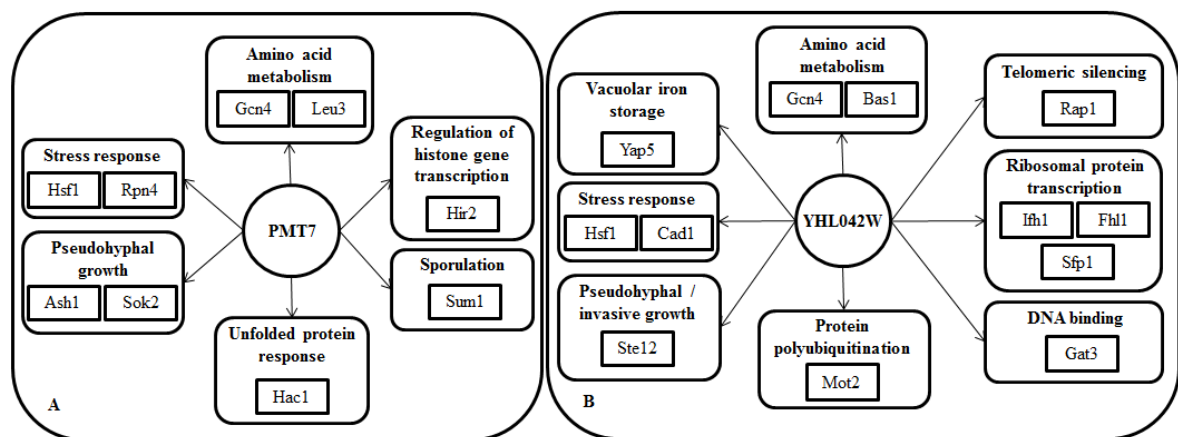 Amino acid
metabolism
Gcn4 Leu3
Stress response
Hsf1 Rpn4
Regulation of
histone gene
transcription
Hir2
PMT7
Pseudohyphal
growth
Ash1 Sok2
Sporulation
Sum1
Unfolded protein
response
Hac1
A
Amino acid
metabolism
Gcn4 Bas1
Vacuolar iron
storage
Yap5
Telomeric silencing
Rap1
Stress response
Hsf1 Cad1
YHL042W
Ribosomal protein
transcription
Ifh1 Fhl1
Sfp1
Pseudohyphal /
invasive growth
Ste12
Protein
polyubiquitination
Mot2
DNA binding
Gat3
B